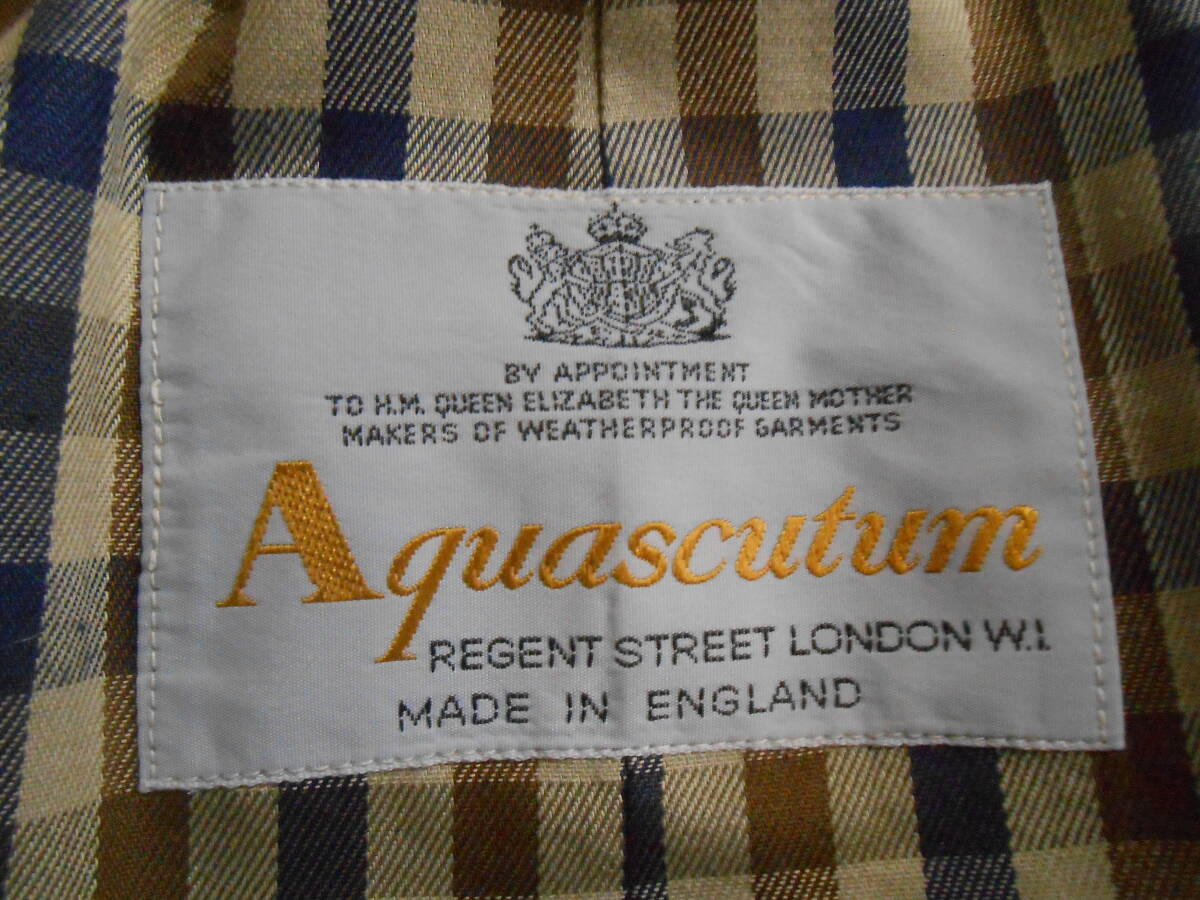 BY APPOINTMENT
TO H.M. QUEEN ELIZABETH THE QUEEN MOTHER
MAKERS OF WEATHERPROOF GARMENTS
Aquascutum
REGENT STREET LONDON W.1.
MADE IN ENGLAND